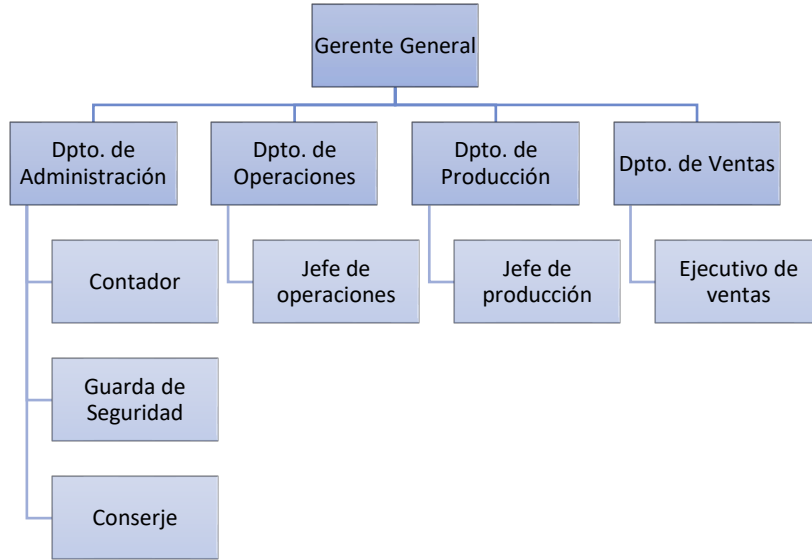 Gerente General
Dpto. de
Administración
Dpto. de
Operaciones
Dpto. de
Producción
Dpto. de Ventas
Contador
Jefe de
operaciones
Jefe de
producción
Ejecutivo de
ventas
Guarda de
Seguridad
Conserje